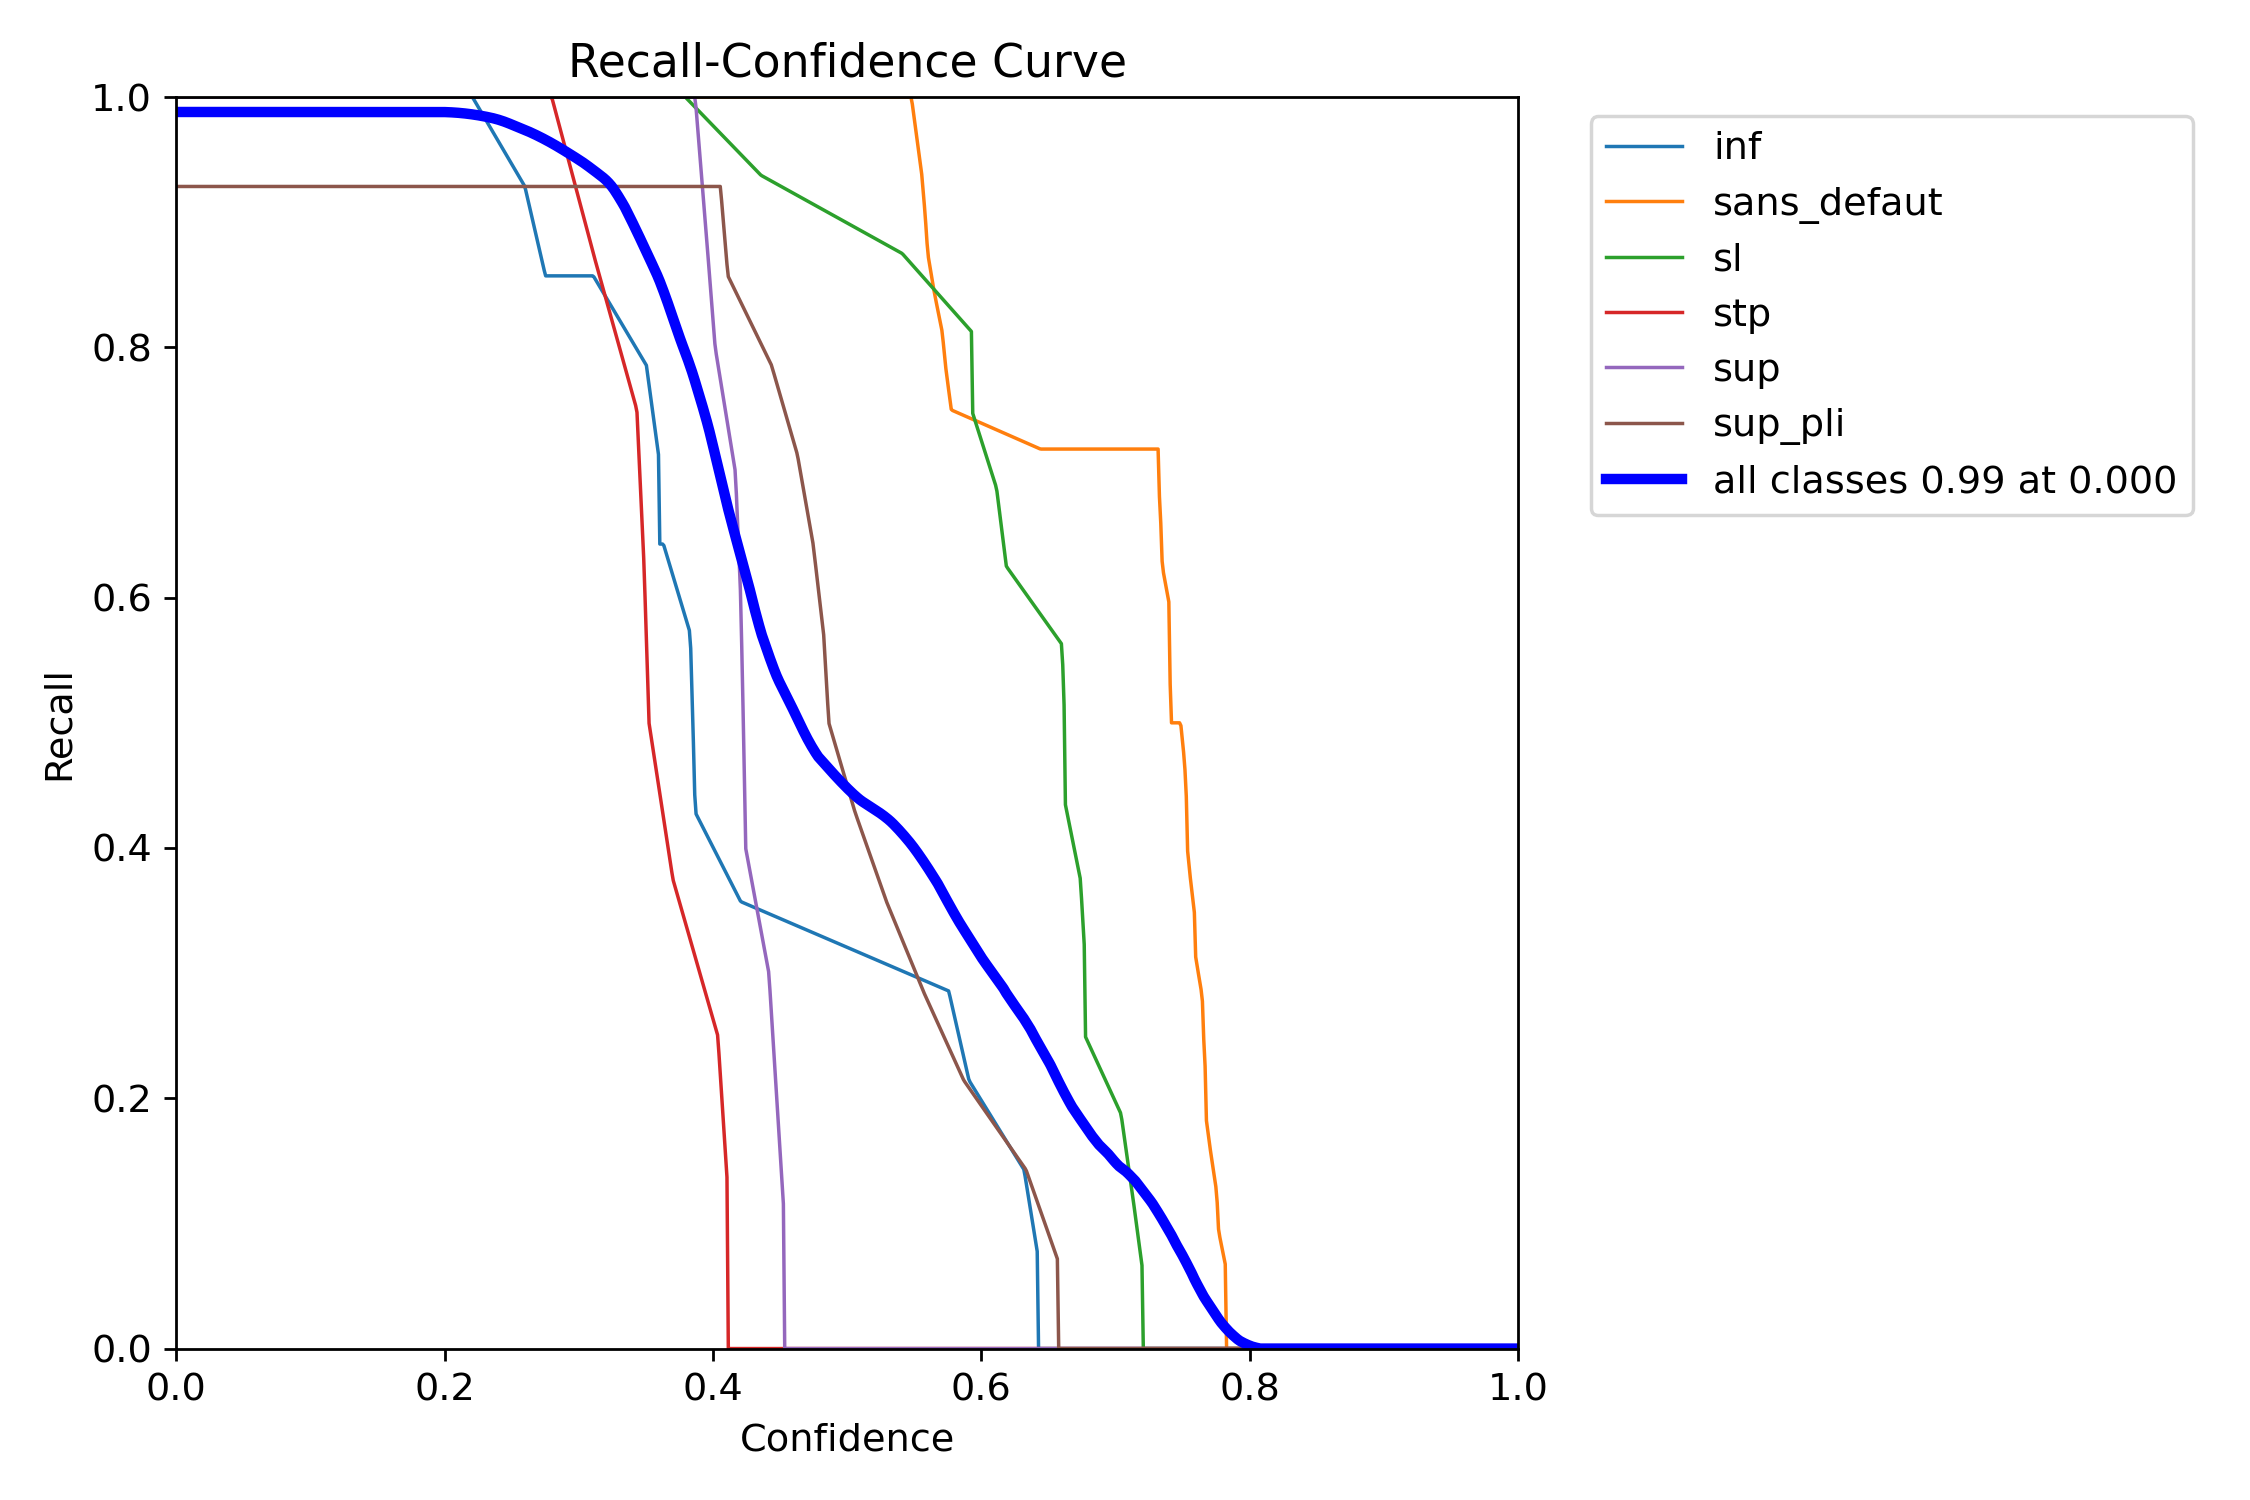 Recall-Confidence Curve
1.0
0.8
0.6
0.4
0.2
0.0
Recall
0.0 0.2 0.4 0.6 0.8 1.0
Confidence
inf
sans_defaut
sl
stp
sup
sup_pli
all classes 0.99 at 0.000